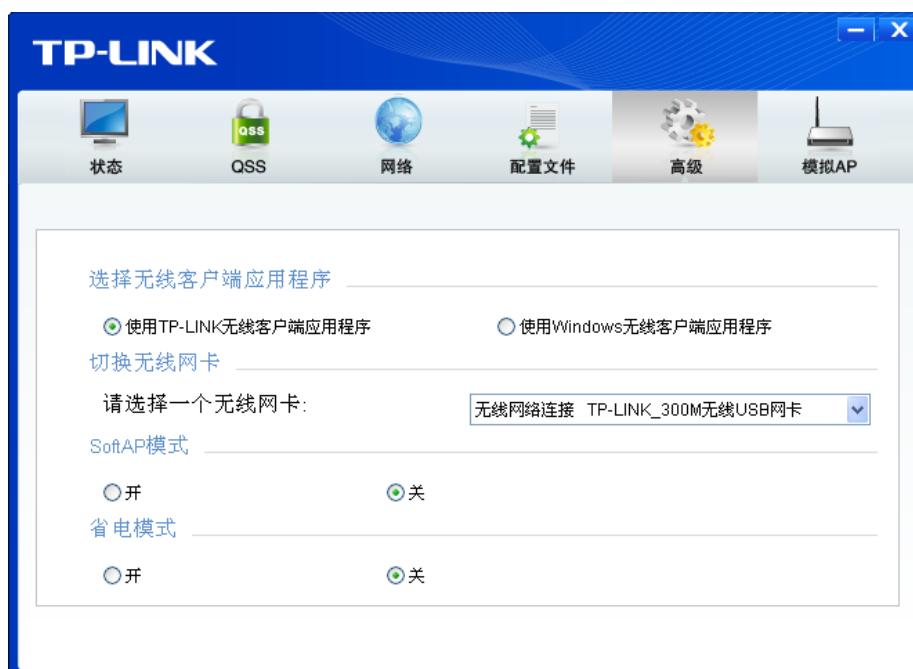 TP-LINK
QSS
状态 QSS 网络 配置文件 高级 模拟AP
选择无线客户端应用程序
使用TP-LINK无线客户端应用程序 使用Windows无线客户端应用程序
切换无线网卡
请选择一个无线网卡: 无线网络连接 TP-LINK_300M无线USB网卡
SoftAP模式
开 关
省电模式
开 关